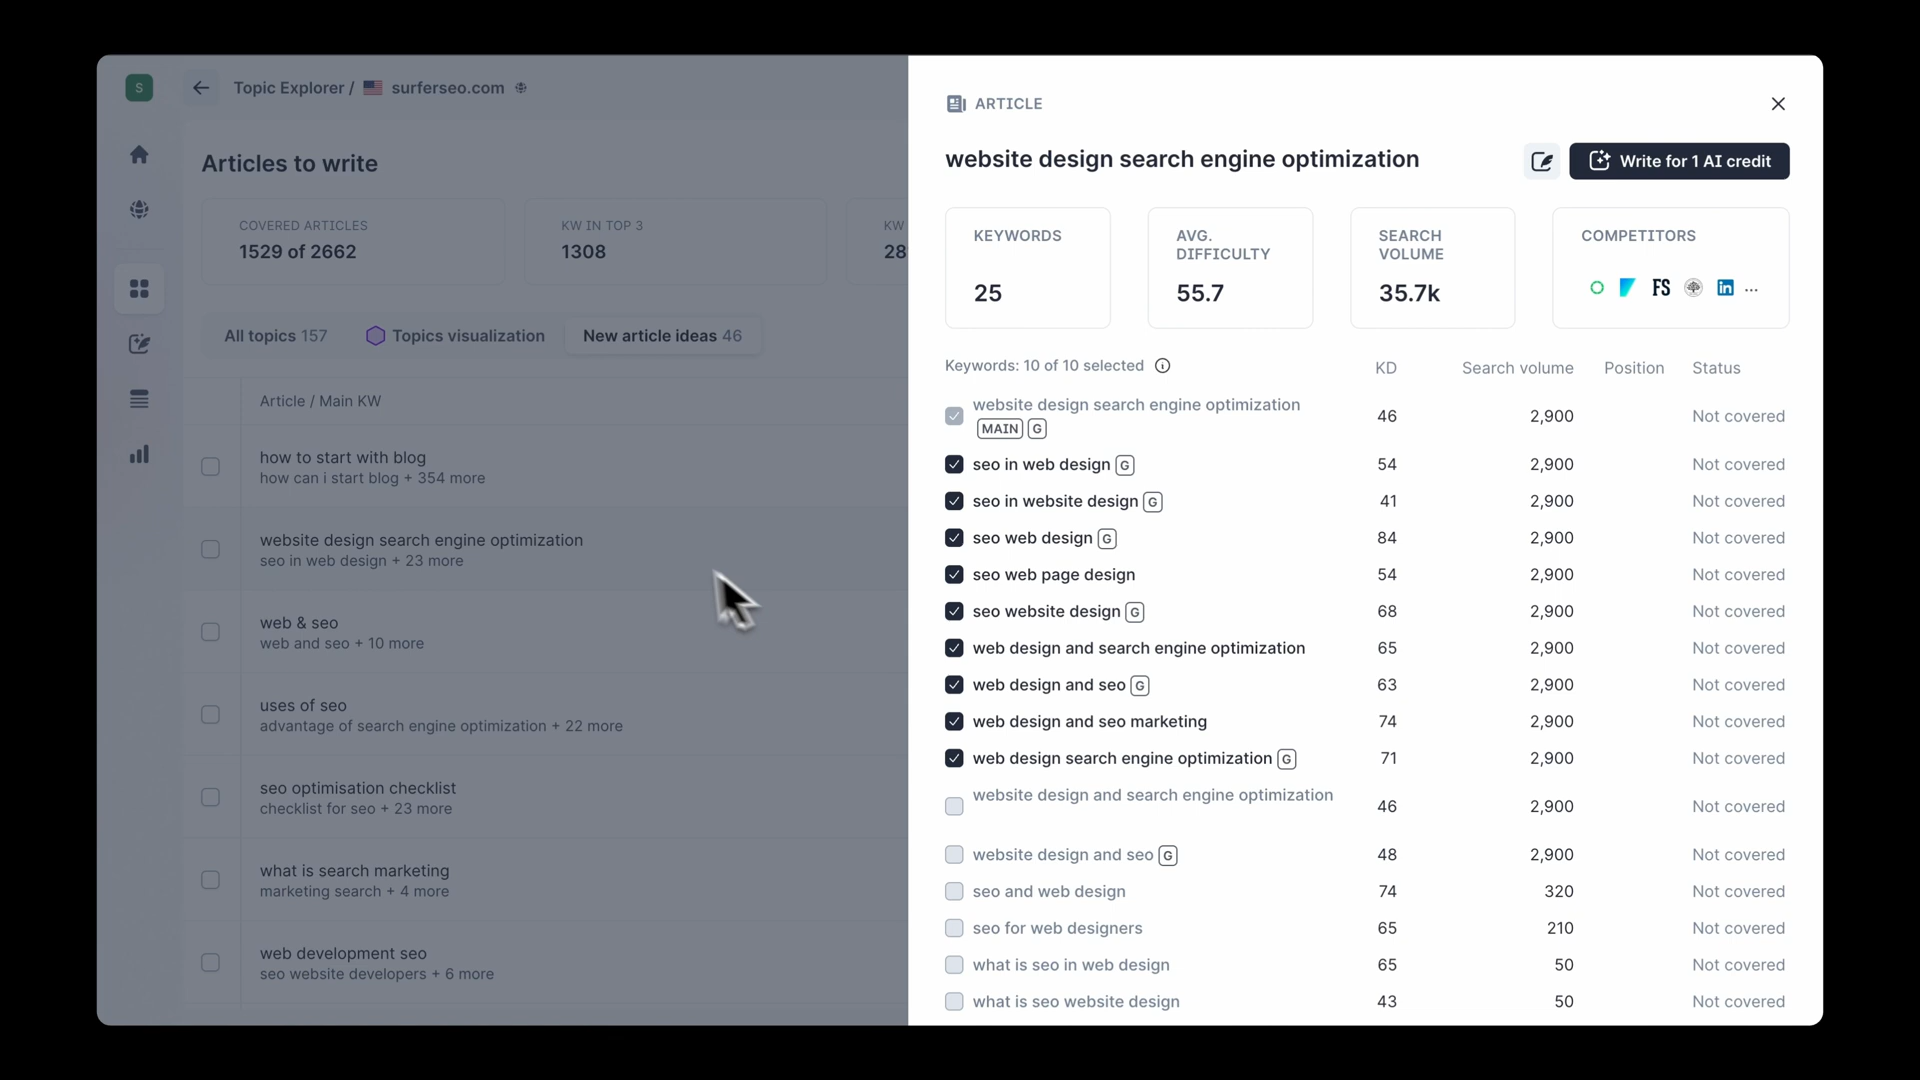 S
Topic Explorer / surferseo.com
Articles to write
COVERED ARTICLES
1529 of 2662
KW IN TOP 3
1308
KW
28
All topics 157
Topics visualization
New article ideas 46
Article / Main KW
how to start with blog
how can i start blog + 354 more
website design search engine optimization
seo in web design + 23 more
web & seo
web and seo + 10 more
uses of seo
advantage of search engine optimization + 22 more
seo optimisation checklist
checklist for seo + 23 more
what is search marketing
marketing search + 4 more
web development seo
seo website developers + 6 more
ARTICLE
website design search engine optimization
Write for 1 AI credit
KEYWORDS
25
AVG.
DIFFICULTY
55.7
SEARCH
VOLUME
35.7k
COMPETITORS
FS in ...
Keywords: 10 of 10 selected KD Search volume Position Status
website design search engine optimization
MAIN G 46 2,900 Not covered
seo in web design G 54 2,900 Not covered
seo in website design G 41 2,900 Not covered
seo web design G 84 2,900 Not covered
seo web page design 54 2,900 Not covered
seo website design G 68 2,900 Not covered
web design and search engine optimization 65 2,900 Not covered
web design and seo G 63 2,900 Not covered
web design and seo marketing 74 2,900 Not covered
web design search engine optimization G 71 2,900 Not covered
website design and search engine optimization 46 2,900 Not covered
website design and seo G 48 2,900 Not covered
seo and web design 74 320 Not covered
seo for web designers 65 210 Not covered
what is seo in web design 65 50 Not covered
what is seo website design 43 50 Not covered